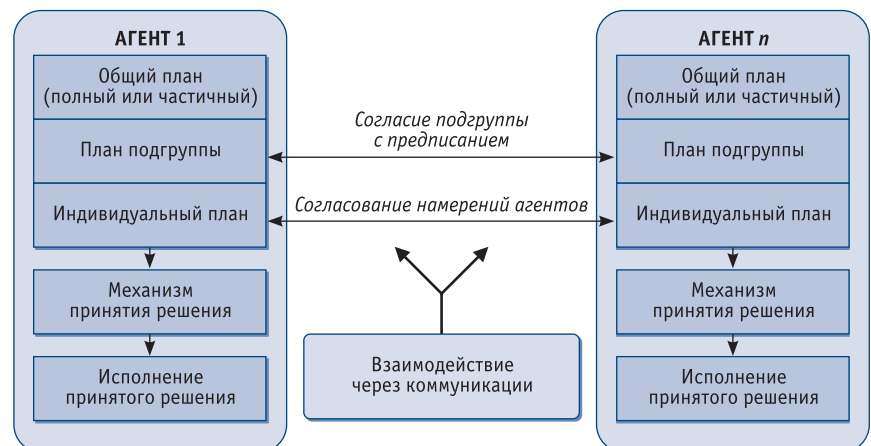 АГЕНТ 1
Общий план
(полный или частичный)
План подгруппы
Индивидуальный план
Механизм
принятия решения
Исполнение
принятого решения
Согласие подгруппы
с предписанием
Согласование намерений агентов
Взаимодействие
через коммуникации
АГЕНТ n
Общий план
(полный или частичный)
План подгруппы
Индивидуальный план
Механизм
принятия решения
Исполнение
принятого решения